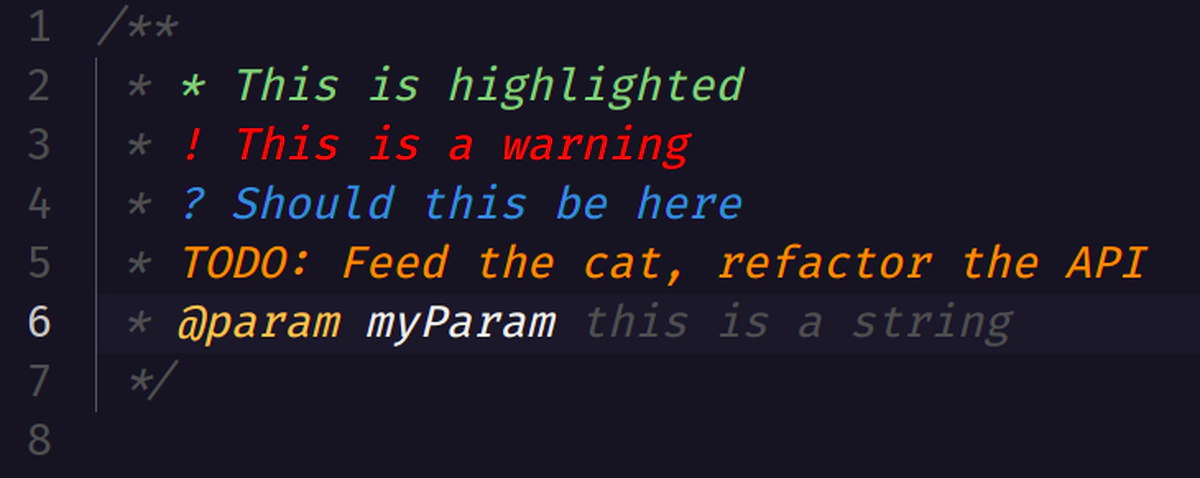 1 /**
2 * * This is highlighted
3 * ! This is a warning
4 * ? Should this be here
5 * TODO: Feed the cat, refactor the API
6 * @param myParam this is a string
7 */
8